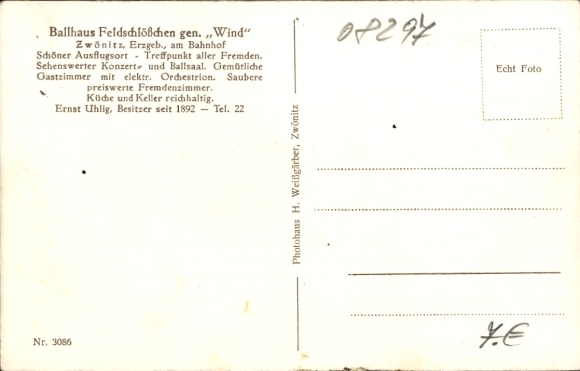 Ballhaus Feldschlößchen gen. „Wind“
Zwönitz, Erzgeb., am Bahnhof
Schöner Ausflugsort - Treffpunkt aller Fremden.
Sehenswerter Konzert- und Ballsaal. Gemütliche
Gastzimmer mit elektr. Orchestrion. Saubere
preiswerte Fremdenzimmer.
Küche und Keller reichhaltig.
Ernst Uhlig, Besitzer seit 1892 — Tel. 22
Nr. 3086
Photohaus H. Weißgärber, Zwönitz
08297
Echt Foto
7.€